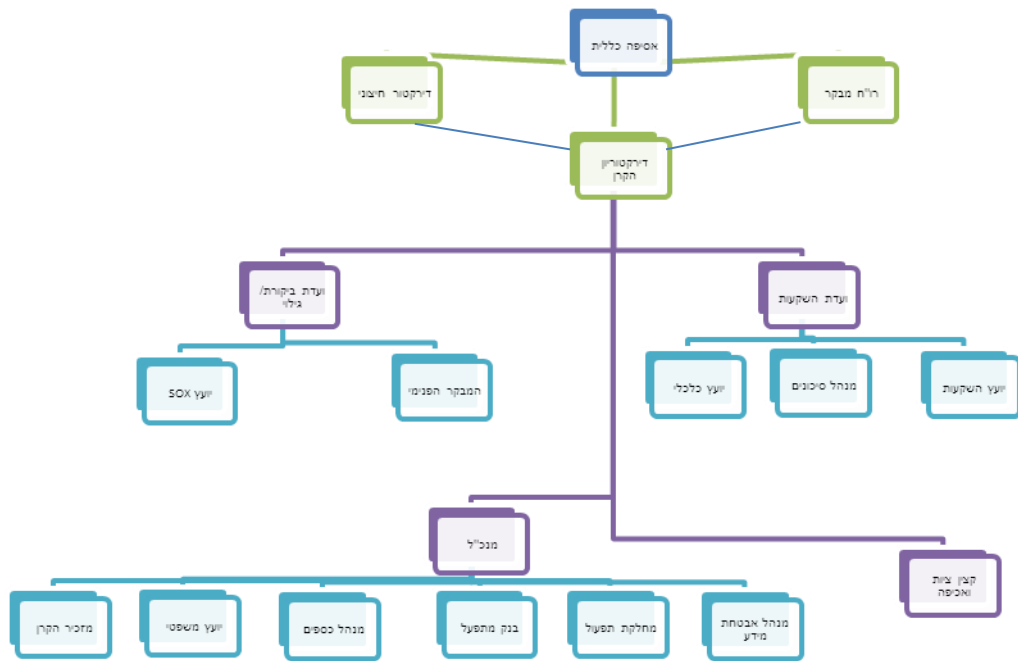 אסיפה כללית
רו"ח מבקר
דירקטור חיצוני
דירקטוריון
הקרן
ועדת השקעות
ועדת ביקורת/
גילוי
יועץ השקעות
מנהל סיכונים
יועץ כלכלי
המבקר הפנימי
יועץ SOX
מנכ"ל
קצין ציות
ואכיפה
מנהל אבטחת
מידע
מחלקת תפעול
בנק מתפעל
מנהל כספים
יועץ משפטי
מזכיר הקרן